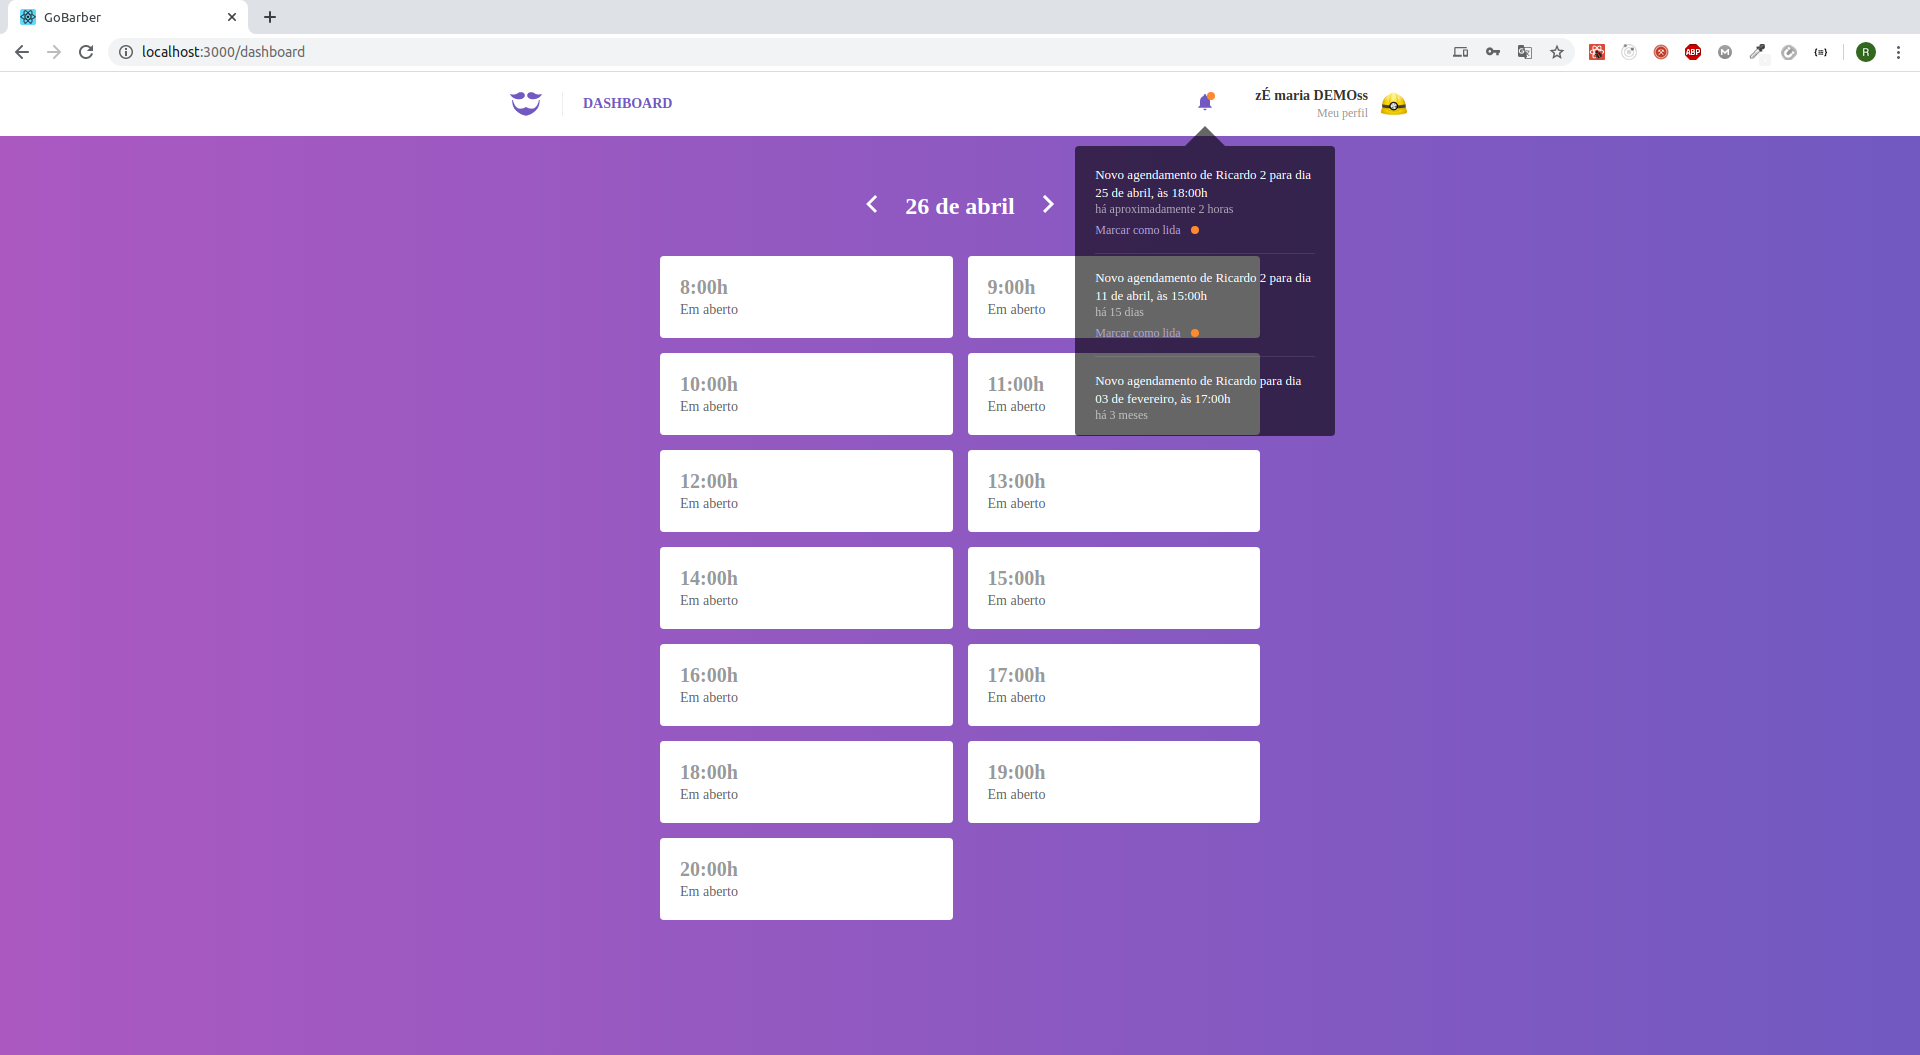 GoBarber
localhost:3000/dashboard
ABP
M
R
DASHBOARD
zÉ maria DEMOss
Meu perfil
26 de abril
Novo agendamento de Ricardo 2 para dia
25 de abril, às 18:00h
há aproximadamente 2 horas
Marcar como lida
Novo agendamento de Ricardo 2 para dia
11 de abril, às 15:00h
há 15 dias
Marcar como lida
Novo agendamento de Ricardo para dia
03 de fevereiro, às 17:00h
há 3 meses
8:00h
Em aberto
9:00h
Em aberto
10:00h
Em aberto
11:00h
Em aberto
12:00h
Em aberto
13:00h
Em aberto
14:00h
Em aberto
15:00h
Em aberto
16:00h
Em aberto
17:00h
Em aberto
18:00h
Em aberto
19:00h
Em aberto
20:00h
Em aberto